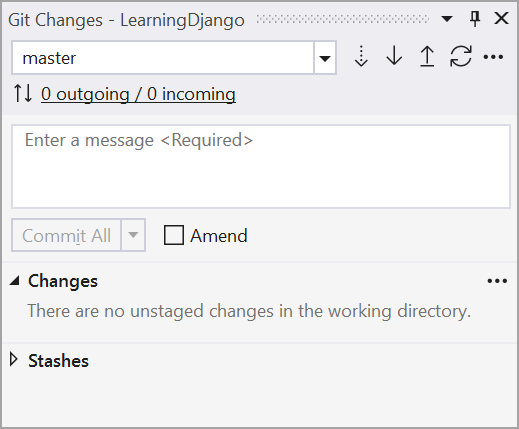 Git Changes - LearningDjango
master
0 outgoing / 0 incoming
Enter a message <Required>
Commit All
Amend
Changes
There are no unstaged changes in the working directory.
Stashes